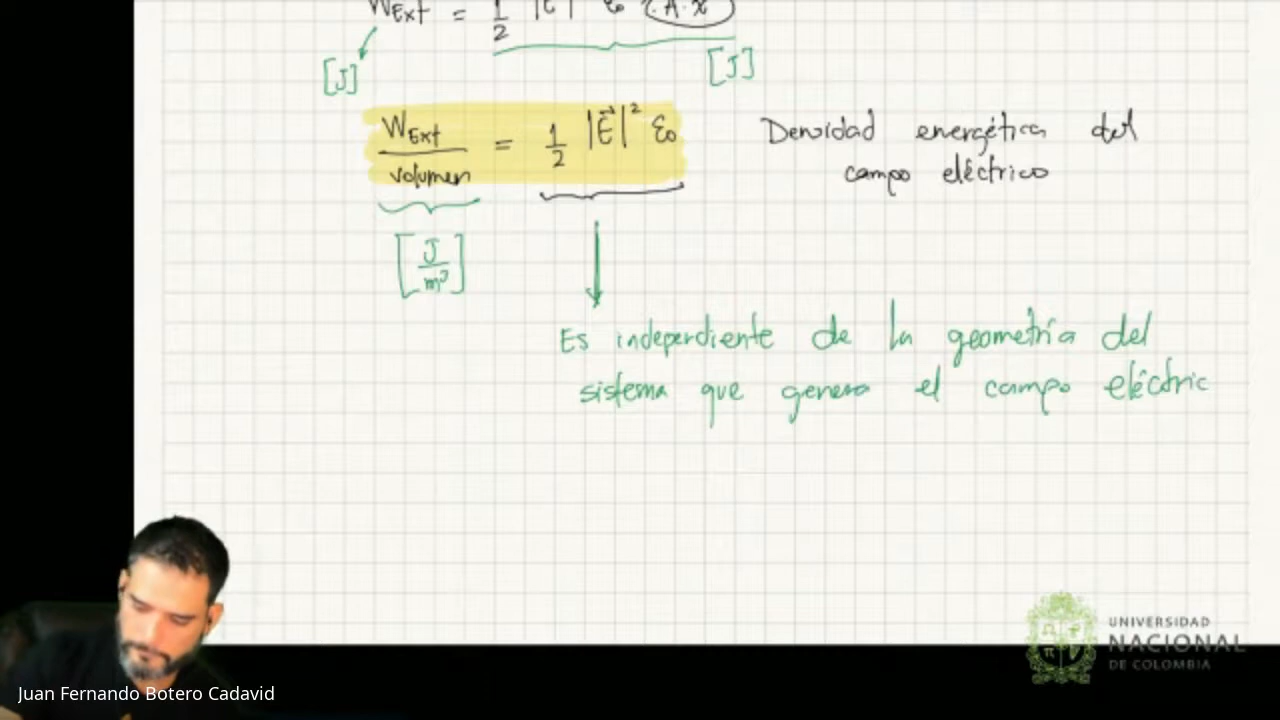 W_Ext = 1/2 |E| ε₀ (A·x)
[J] [J]
W_Ext / volumen = 1/2 |E⃗|² ε₀
Densidad energética del
campo eléctrico
[J/m³]
Es independiente de la geometría del
sistema que genera el campo eléctric
UNIVERSIDAD
NACIONAL
DE COLOMBIA
Juan Fernando Botero Cadavid